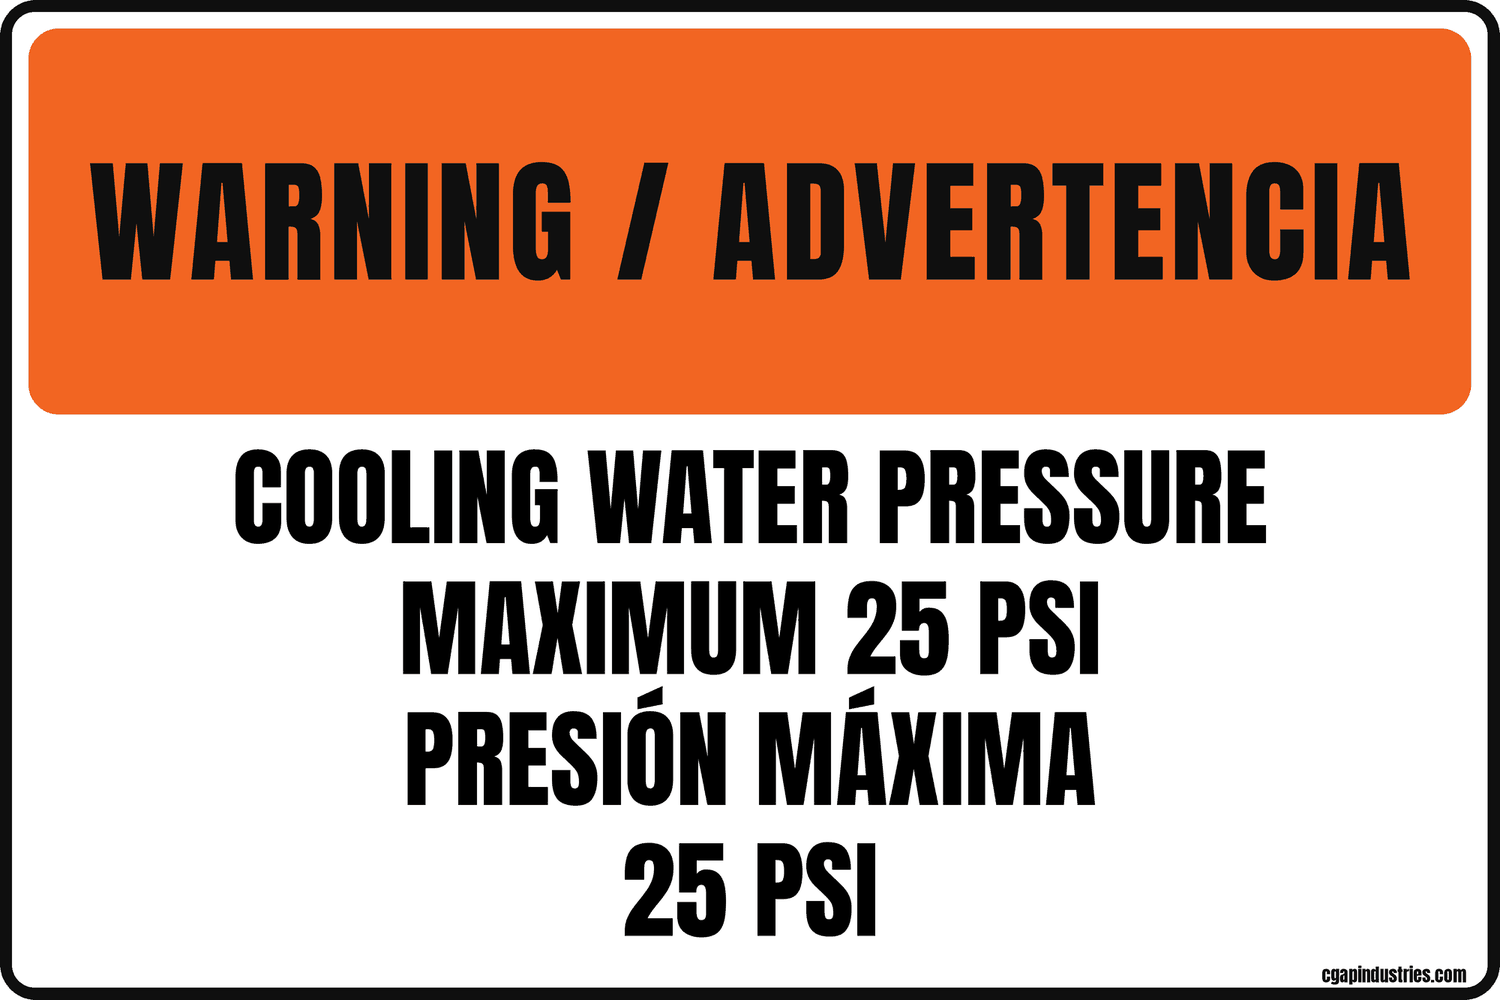 WARNING / ADVERTENCIA
COOLING WATER PRESSURE
MAXIMUM 25 PSI
PRESIÓN MÁXIMA
25 PSI
cgapindustries.com